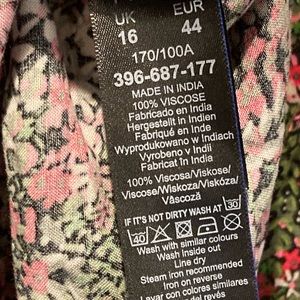 UK EUR
16 44
170/100A
396-687-177
MADE IN INDIA
100% VISCOSE
Fabricado en India
Hergestellt in Indien
Fabriqué en Inde
Wyprodukowano w Indiach
Vyrobeno v Indii
Fabricat în India
100% Viscosa/Viskose/
Viscose/Wiskoza/Viskóza/
Vâscoză
IF IT'S NOT DIRTY WASH AT 30
40
Wash with similar colours
Wash Inside out
Line dry
Steam iron recommended
Iron on reverse
Lavar con colores similares